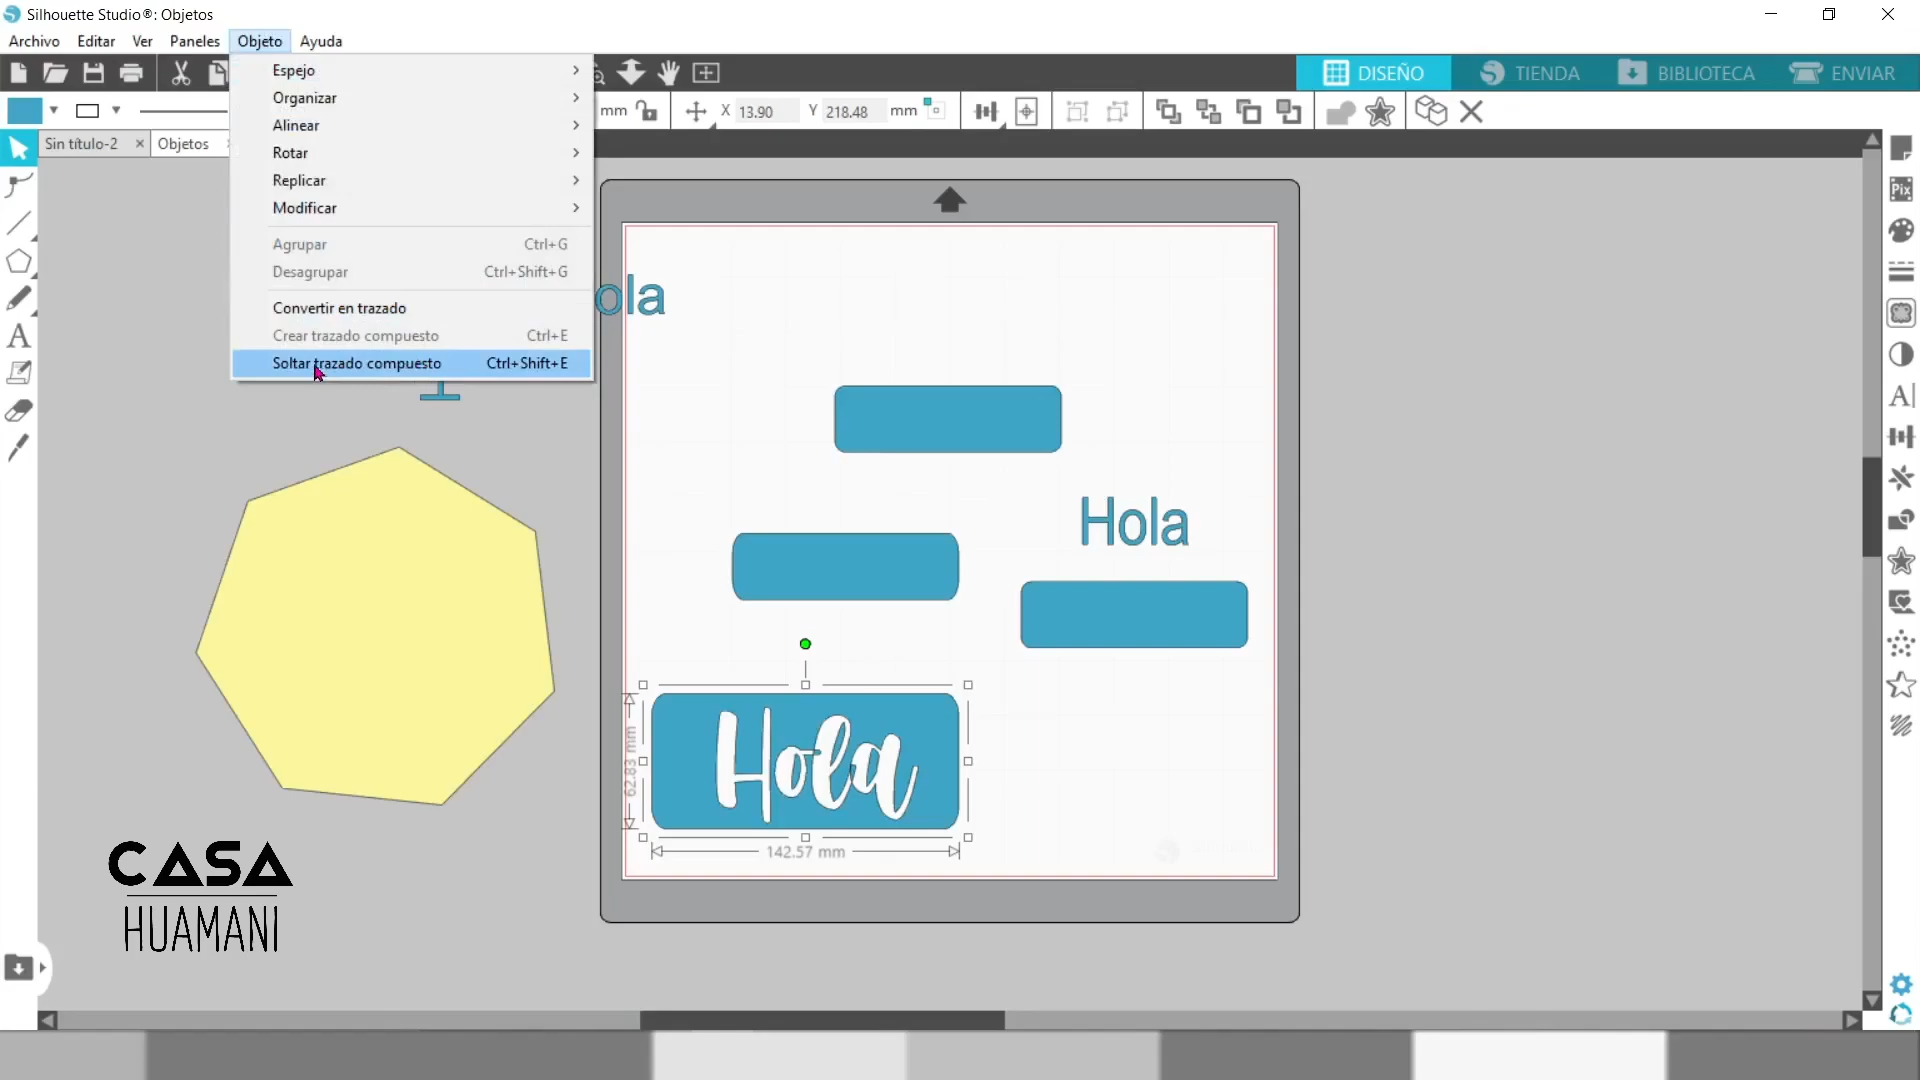 Silhouette Studio®: Objetos
Archivo Editar Ver Paneles Objeto Ayuda
DISEÑO TIENDA BIBLIOTECA ENVIAR
mm X 13.90 Y 218.48 mm
Sin título-2 × Objetos
Espejo
Organizar
Alinear
Rotar
Replicar
Modificar
Agrupar Ctrl+G
Desagrupar Ctrl+Shift+G
Convertir en trazado
Crear trazado compuesto Ctrl+E
Soltar trazado compuesto Ctrl+Shift+E
Pix
ola
Hola
Hola
62.83 mm
142.57 mm
CASA
HUAMANI